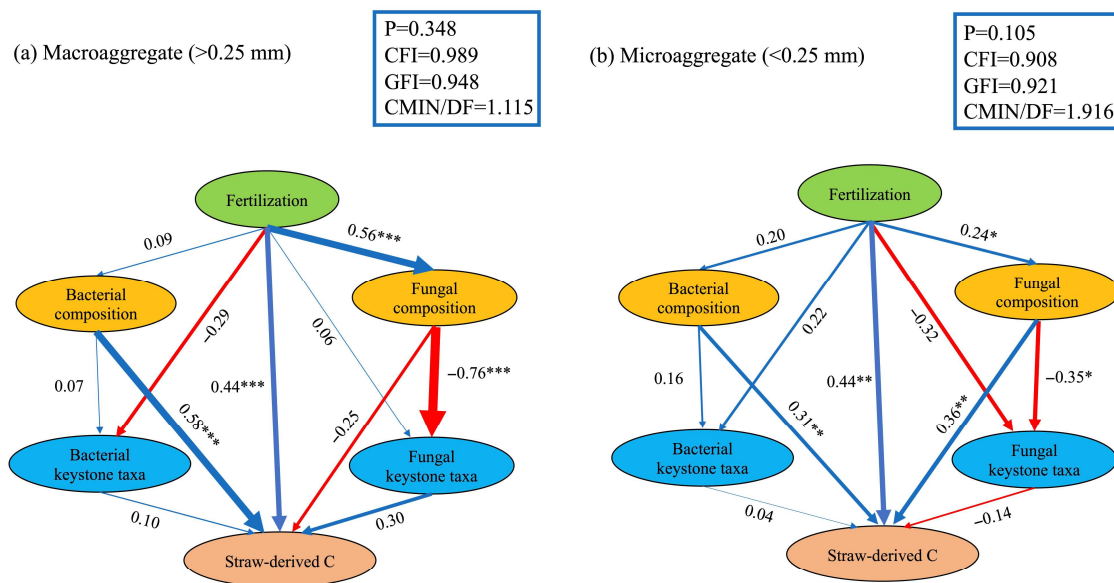 (a) Macroaggregate (>0.25 mm)
P=0.348
CFI=0.989
GFI=0.948
CMIN/DF=1.115
Fertilization
0.09
0.56***
Bacterial
composition
Fungal
composition
−0.29
0.06
0.07
0.58***
0.44***
−0.25
−0.76***
Bacterial
keystone taxa
Fungal
keystone taxa
0.10
0.30
Straw-derived C
(b) Microaggregate (<0.25 mm)
P=0.105
CFI=0.908
GFI=0.921
CMIN/DF=1.916
Fertilization
0.20
0.24*
Bacterial
composition
Fungal
composition
0.22
−0.32
0.16
0.31**
0.44**
0.36**
−0.35*
Bacterial
keystone taxa
Fungal
keystone taxa
0.04
−0.14
Straw-derived C